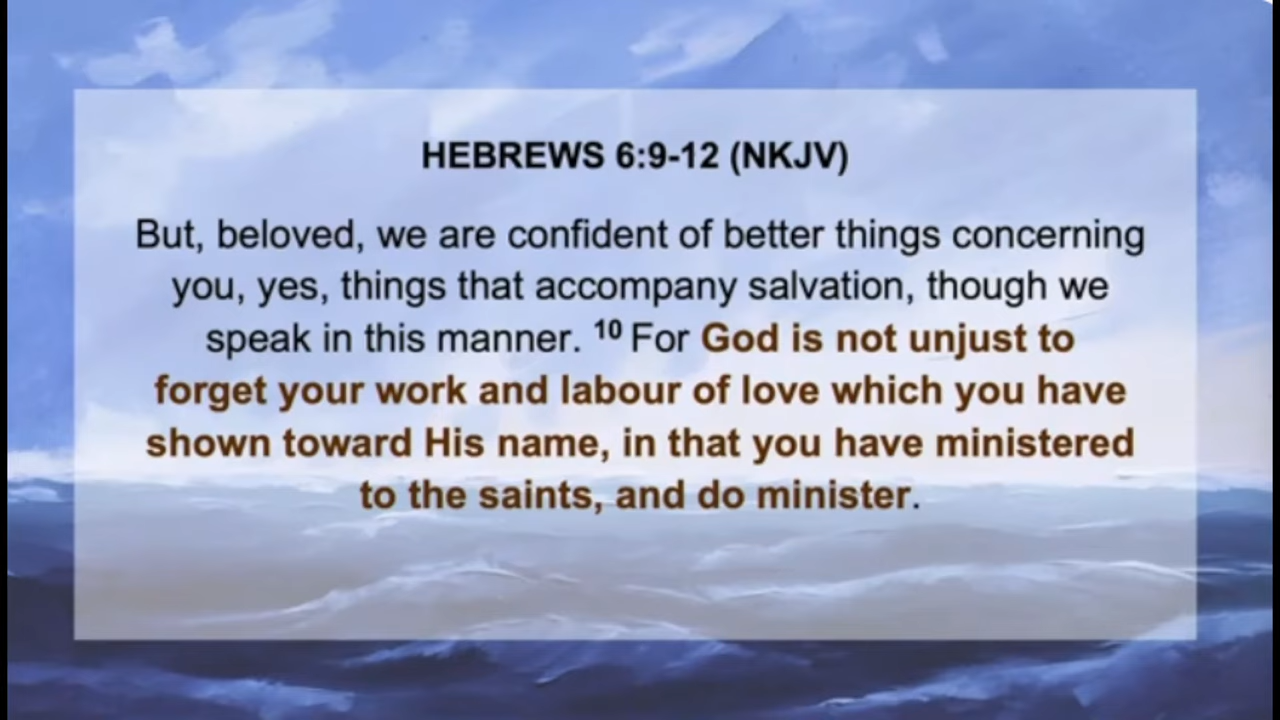 HEBREWS 6:9-12 (NKJV)
But, beloved, we are confident of better things concerning
you, yes, things that accompany salvation, though we
speak in this manner. ¹⁰ For God is not unjust to
forget your work and labour of love which you have
shown toward His name, in that you have ministered
to the saints, and do minister.